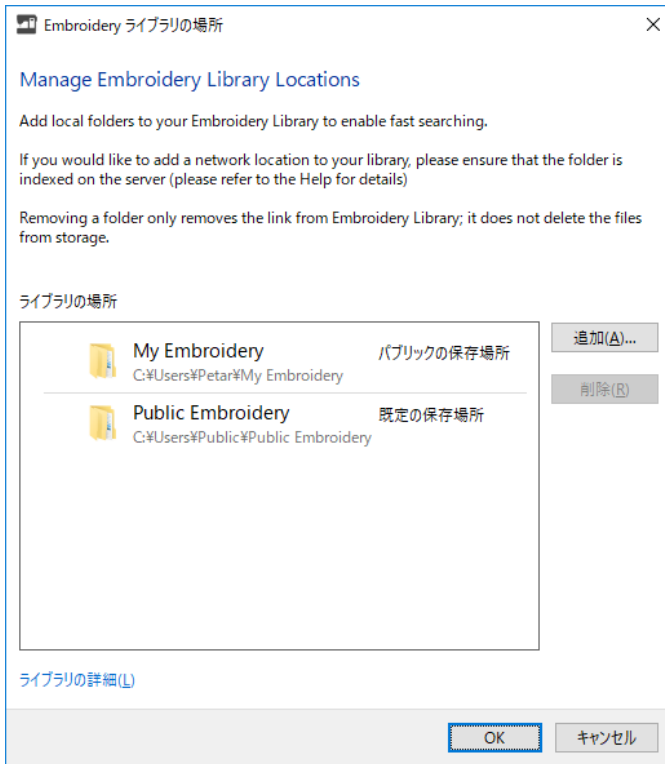 Embroidery ライブラリの場所
Manage Embroidery Library Locations
Add local folders to your Embroidery Library to enable fast searching.
If you would like to add a network location to your library, please ensure that the folder is
indexed on the server (please refer to the Help for details)
Removing a folder only removes the link from Embroidery Library; it does not delete the files
from storage.
ライブラリの場所
My Embroidery パブリックの保存場所
C:¥Users¥Petar¥My Embroidery
Public Embroidery 既定の保存場所
C:¥Users¥Public¥Public Embroidery
追加(A)...
削除(R)
ライブラリの詳細(L)
OK キャンセル